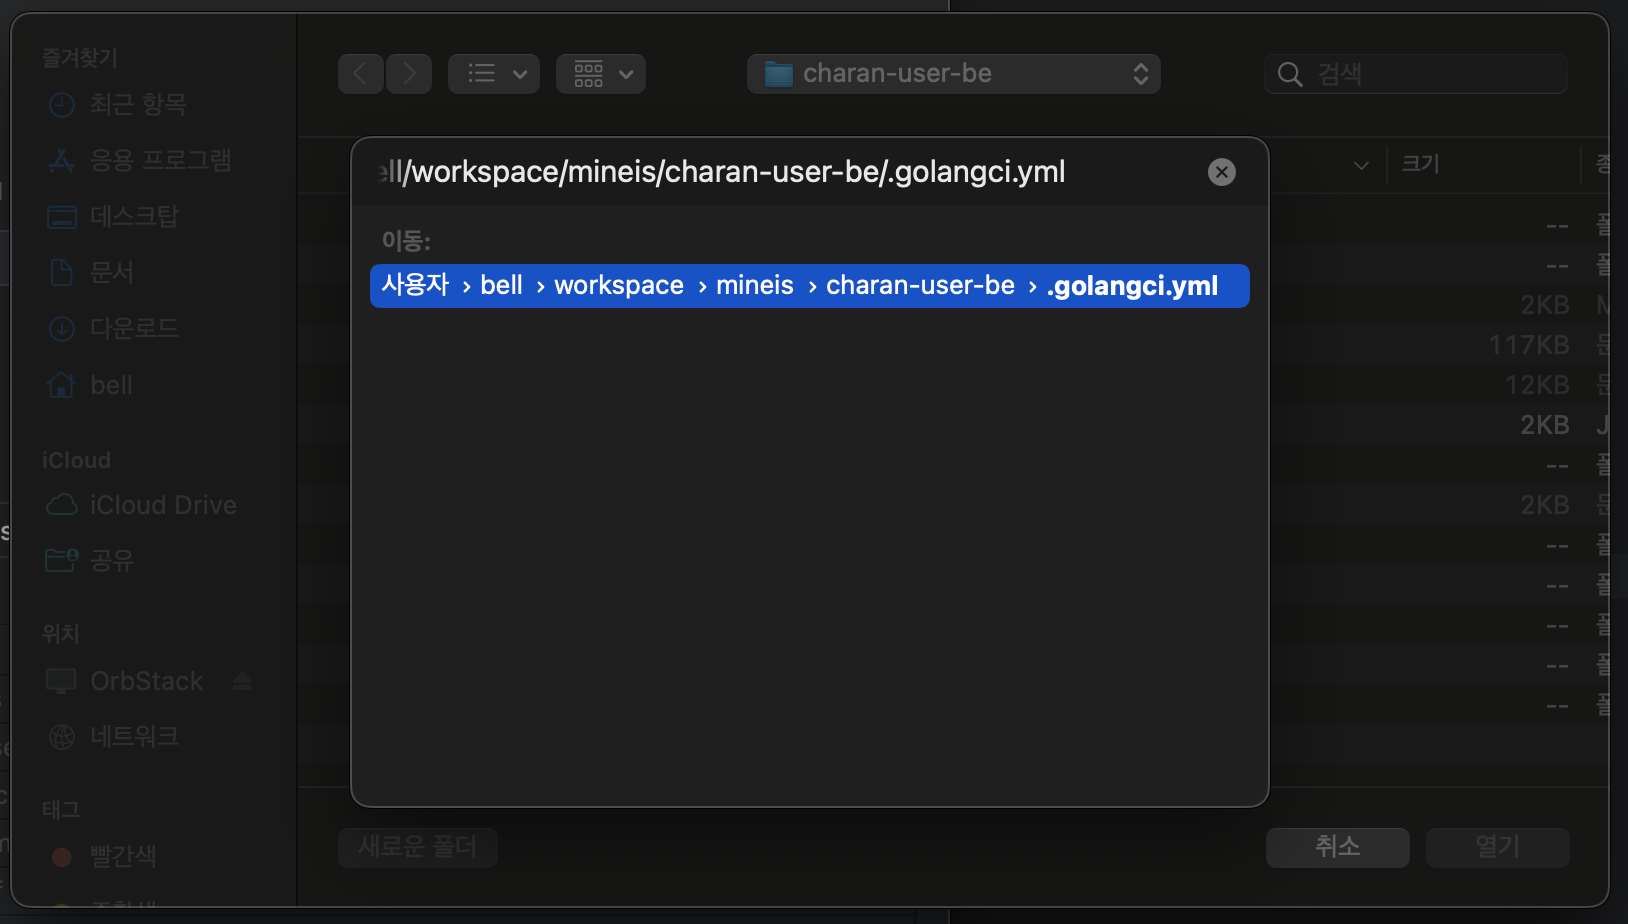 즐겨찾기
최근 항목
응용 프로그램
데스크탑
문서
다운로드
bell
iCloud
iCloud Drive
공유
위치
OrbStack
네트워크
태그
빨간색
charan-user-be
검색
크기
ell/workspace/mineis/charan-user-be/.golangci.yml
이동:
사용자 › bell › workspace › mineis › charan-user-be › .golangci.yml
--
--
2KB
117KB
12KB
2KB
--
2KB
--
--
--
--
--
새로운 폴더
취소
열기